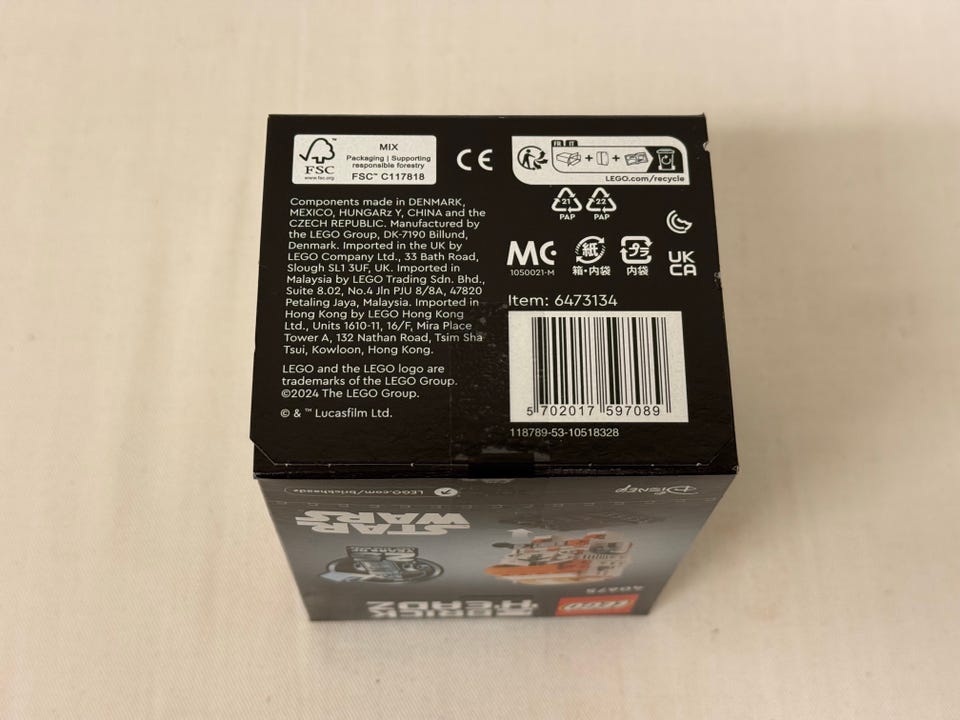 FSC
www.fsc.org
MIX
Packaging | Supporting
responsible forestry
FSC™ C117818
CE
FR IT
LEGO.com/recycle
21
PAP
22
PAP
Components made in DENMARK,
MEXICO, HUNGARz Y, CHINA and the
CZECH REPUBLIC. Manufactured by
the LEGO Group, DK-7190 Billund,
Denmark. Imported in the UK by
LEGO Company Ltd., 33 Bath Road,
Slough SL1 3UF, UK. Imported in
Malaysia by LEGO Trading Sdn. Bhd.,
Suite 8.02, No.4 Jln PJU 8/8A, 47820
Petaling Jaya, Malaysia. Imported in
Hong Kong by LEGO Hong Kong
Ltd., Units 1610-11, 16/F, Mira Place
Tower A, 132 Nathan Road, Tsim Sha
Tsui, Kowloon, Hong Kong.
LEGO and the LEGO logo are
trademarks of the LEGO Group.
©2024 The LEGO Group.
© & ™ Lucasfilm Ltd.
MC
1050021-M
紙
箱・内袋
プラ
内袋
UK
CA
Item: 6473134
5 702017 597089
118789-53-10518328
LEGO.com/brickheadz
Disney
STAR
WARS
40675
LEGO
BRICK
HEADZ